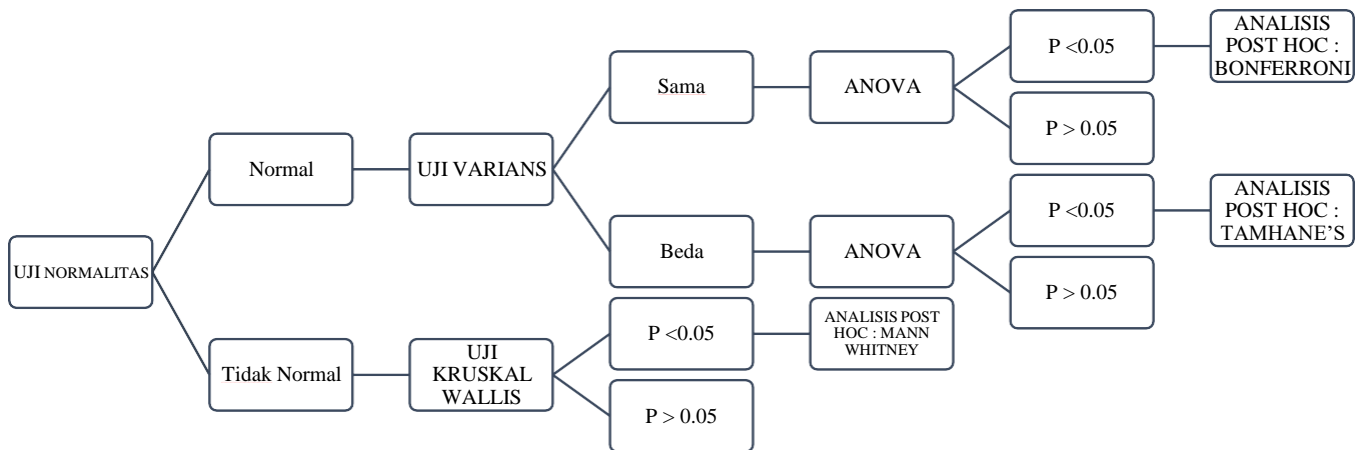 UJI NORMALITAS
Normal
UJI VARIANS
Sama
ANOVA
P <0.05
ANALISIS
POST HOC :
BONFERRONI
P > 0.05
Beda
ANOVA
P <0.05
ANALISIS
POST HOC :
TAMHANE’S
P > 0.05
Tidak Normal
UJI
KRUSKAL
WALLIS
P <0.05
ANALISIS POST
HOC : MANN
WHITNEY
P > 0.05